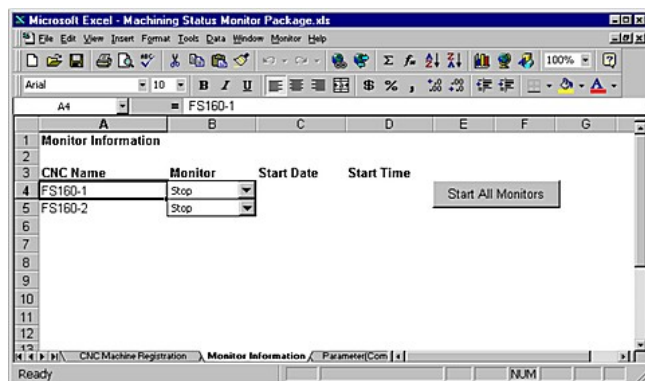 Microsoft Excel - Machining Status Monitor Package.xls
File Edit View Insert Format Tools Data Window Monitor Help
100%
Arial 10 B I U $ % ,
A4 = FS160-1
A B C D E F G
1 Monitor Information
2
3 CNC Name Monitor Start Date Start Time
4 FS160-1 Stop Start All Monitors
5 FS160-2 Stop
6
7
8
9
10
11
12
13
CNC Machine Registration Monitor Information Parameter(Com
Ready NUM